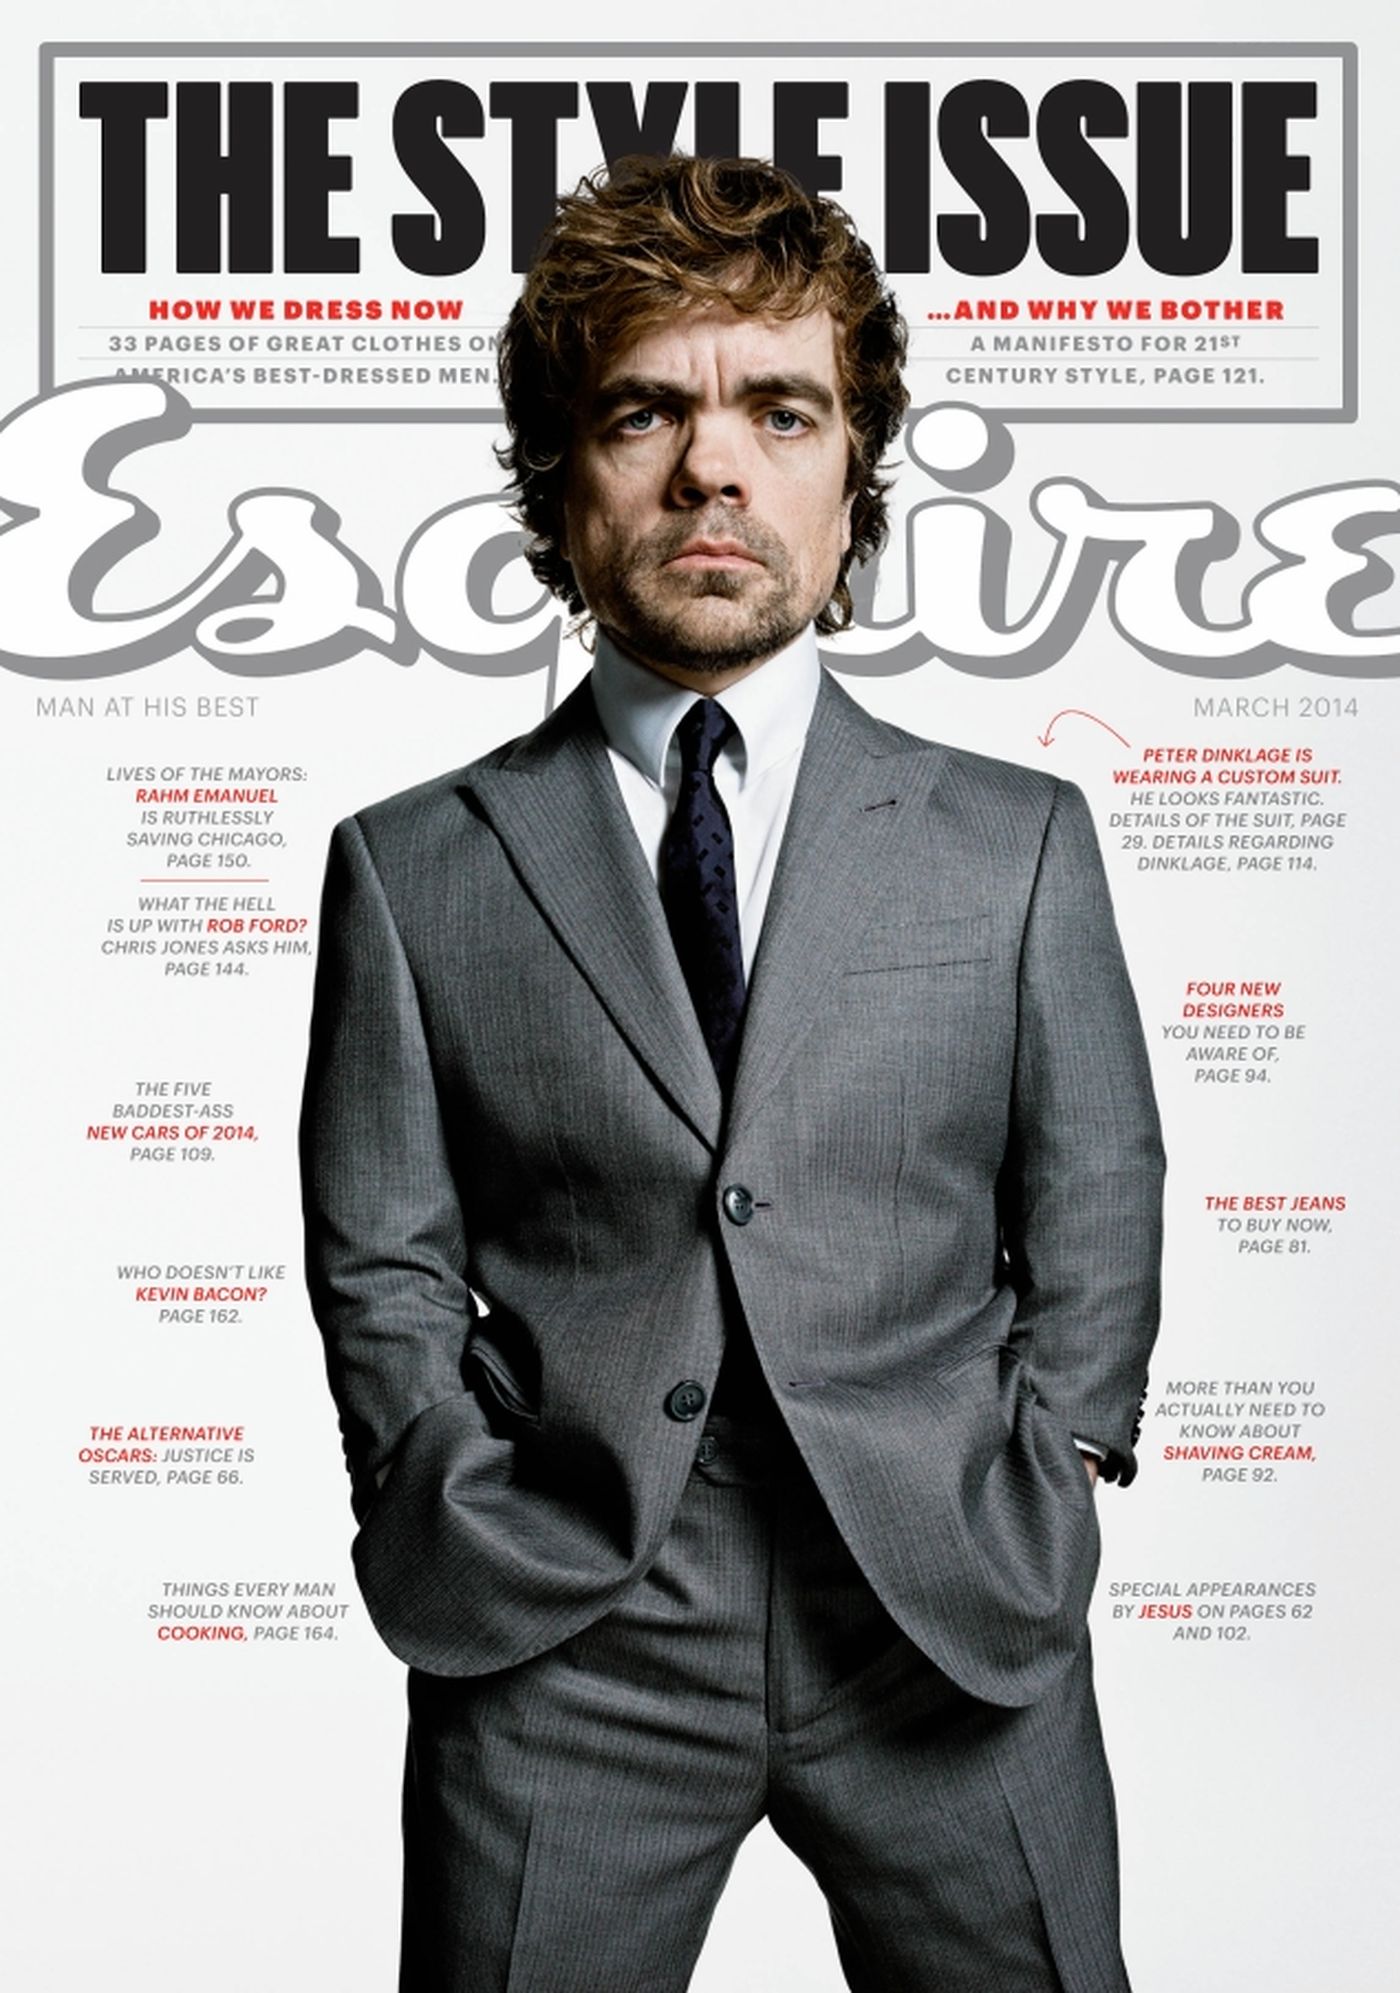 THE STYLE ISSUE
HOW WE DRESS NOW
33 PAGES OF GREAT CLOTHES ON
AMERICA'S BEST-DRESSED MEN.
...AND WHY WE BOTHER
A MANIFESTO FOR 21ST
CENTURY STYLE, PAGE 121.
Esquire
MAN AT HIS BEST
MARCH 2014
LIVES OF THE MAYORS:
RAHM EMANUEL
IS RUTHLESSLY
SAVING CHICAGO,
PAGE 150.
WHAT THE HELL
IS UP WITH ROB FORD?
CHRIS JONES ASKS HIM,
PAGE 144.
THE FIVE
BADDEST-ASS
NEW CARS OF 2014,
PAGE 109.
WHO DOESN'T LIKE
KEVIN BACON?
PAGE 162.
THE ALTERNATIVE
OSCARS: JUSTICE IS
SERVED, PAGE 66.
THINGS EVERY MAN
SHOULD KNOW ABOUT
COOKING, PAGE 164.
PETER DINKLAGE IS
WEARING A CUSTOM SUIT.
HE LOOKS FANTASTIC.
DETAILS OF THE SUIT, PAGE
29. DETAILS REGARDING
DINKLAGE, PAGE 114.
FOUR NEW
DESIGNERS
YOU NEED TO BE
AWARE OF,
PAGE 94.
THE BEST JEANS
TO BUY NOW,
PAGE 81.
MORE THAN YOU
ACTUALLY NEED TO
KNOW ABOUT
SHAVING CREAM,
PAGE 92.
SPECIAL APPEARANCES
BY JESUS ON PAGES 62
AND 102.